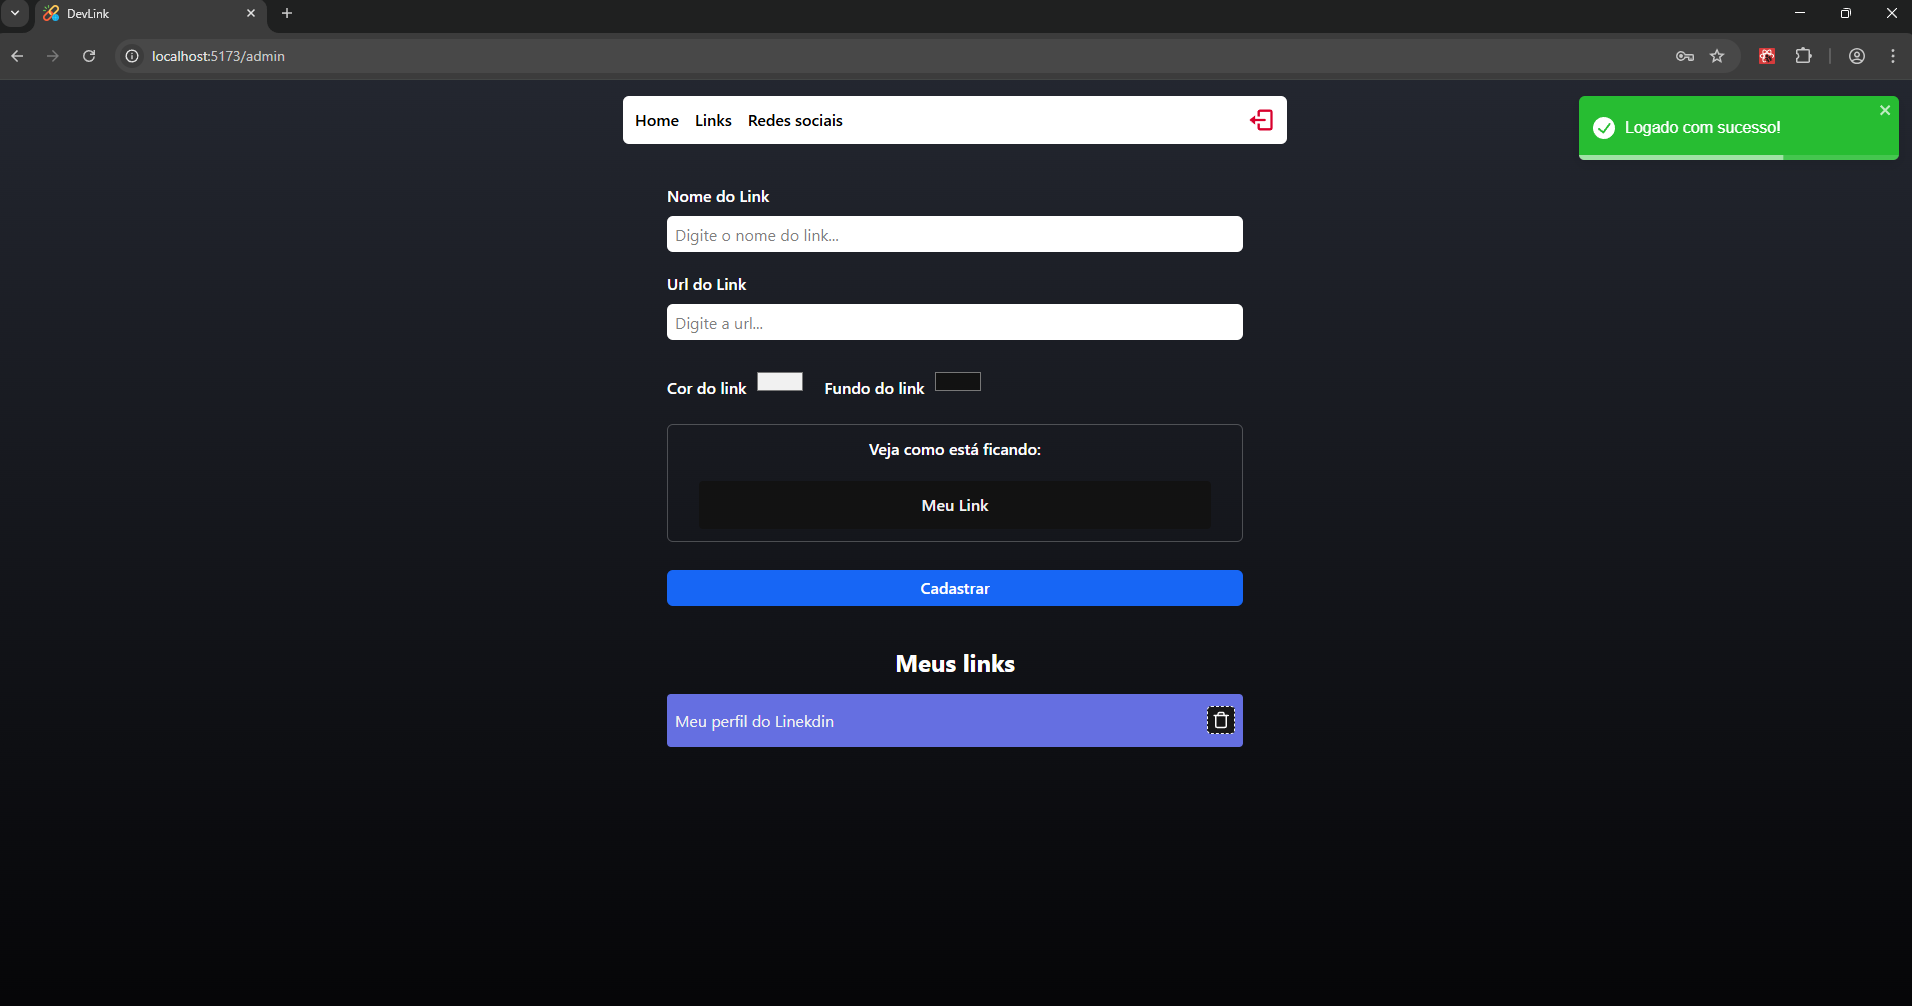 DevLink
localhost:5173/admin
Home Links Redes sociais
Logado com sucesso!
Nome do Link
Digite o nome do link...
Url do Link
Digite a url...
Cor do link Fundo do link
Veja como está ficando:
Meu Link
Cadastrar
Meus links
Meu perfil do Linekdin